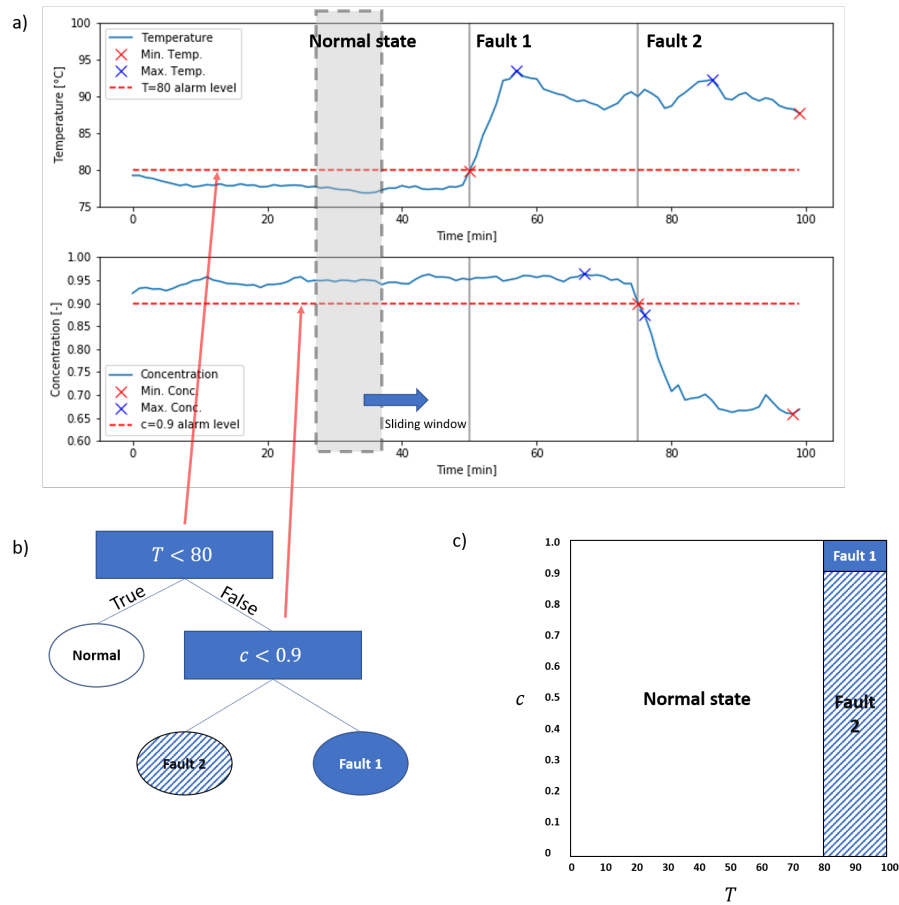 a)
100
95
90
85
80
75
Temperature [°C]
Temperature
Min. Temp.
Max. Temp.
T=80 alarm level
Normal state
Fault 1
Fault 2
0
20
40
60
80
100
Time [min]
1.00
0.95
0.90
0.85
0.80
0.75
0.70
0.65
0.60
Concentration [-]
Concentration
Min. Conc.
Max. Conc.
c=0.9 alarm level
Sliding window
0
20
40
60
80
100
Time [min]
b)
T < 80
True
False
Normal
c < 0.9
Fault 2
Fault 1
c)
1.0
0.9
0.8
0.7
0.6
0.5
0.4
0.3
0.2
0.1
0
c
Normal state
Fault 1
Fault
2
0
10
20
30
40
50
60
70
80
90
100
T